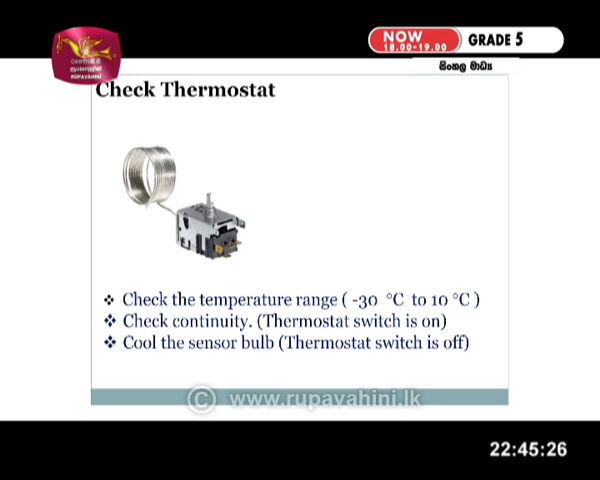 NOW
18.00-19.00
GRADE 5
සිංහල මාධ්‍ය
Check Thermostat
❖ Check the temperature range ( -30 °C to 10 °C )
❖ Check continuity. (Thermostat switch is on)
❖ Cool the sensor bulb (Thermostat switch is off)
© www.rupavahini.lk
22:45:26